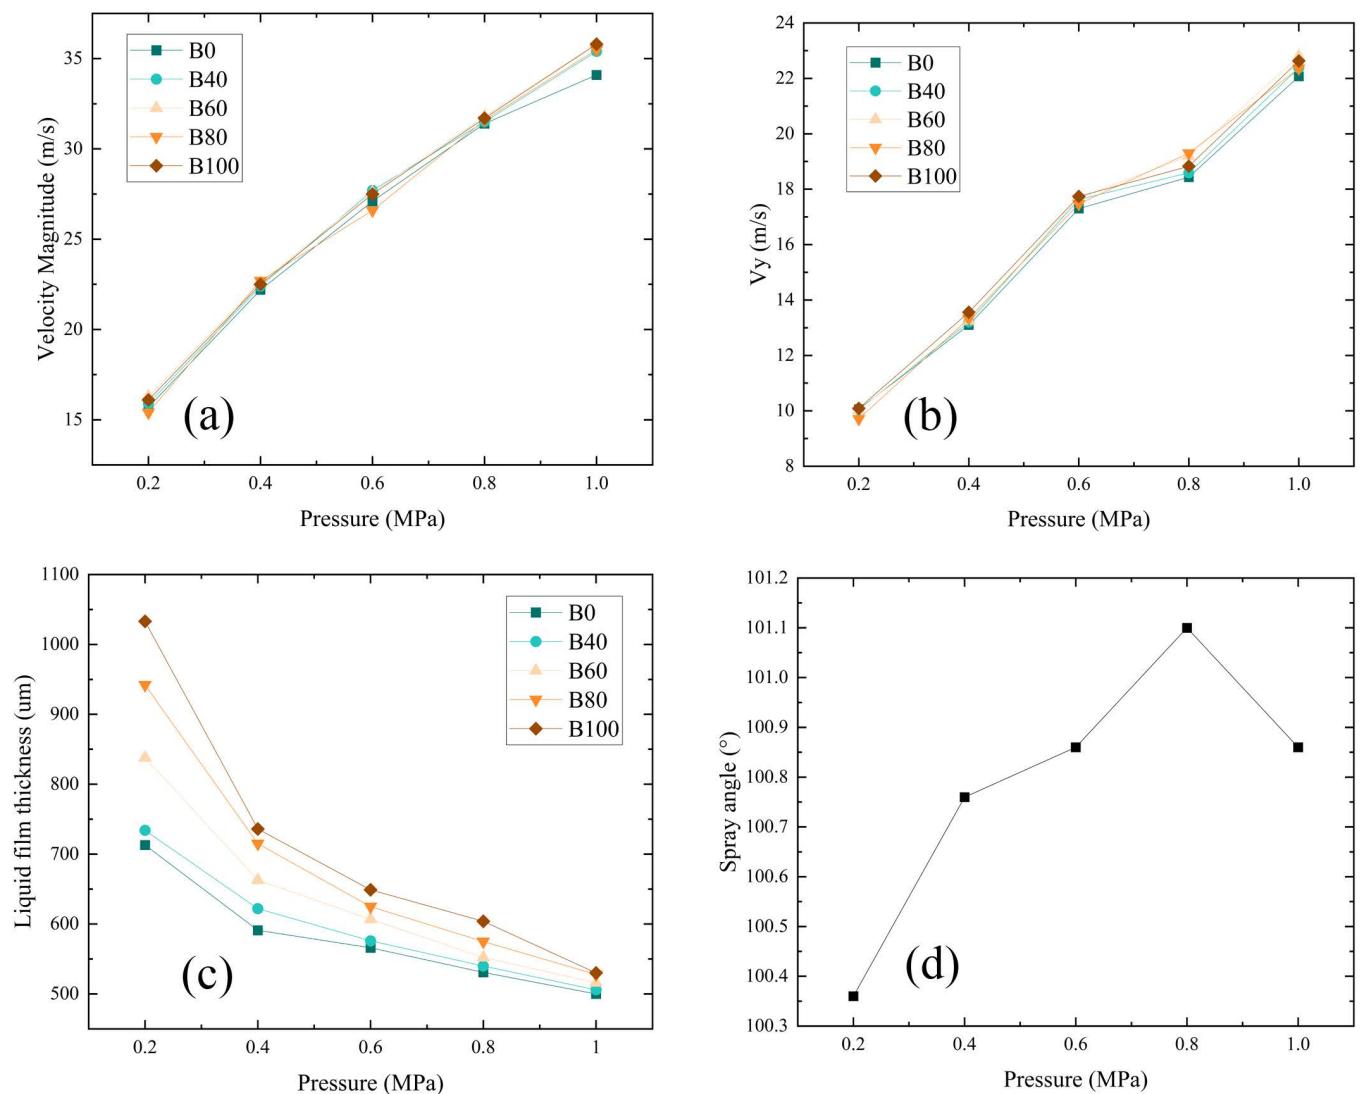 35
30
25
20
15
Velocity Magnitude (m/s)
B0
B40
B60
B80
B100
(a)
0.2 0.4 0.6 0.8 1.0
Pressure (MPa)
24
22
20
18
16
14
12
10
8
Vy (m/s)
B0
B40
B60
B80
B100
(b)
0.2 0.4 0.6 0.8 1.0
Pressure (MPa)
1100
1000
900
800
700
600
500
Liquid film thickness (um)
B0
B40
B60
B80
B100
(c)
0.2 0.4 0.6 0.8 1
Pressure (MPa)
101.2
101.1
101.0
100.9
100.8
100.7
100.6
100.5
100.4
100.3
Spray angle (°)
(d)
0.2 0.4 0.6 0.8 1.0
Pressure (MPa)